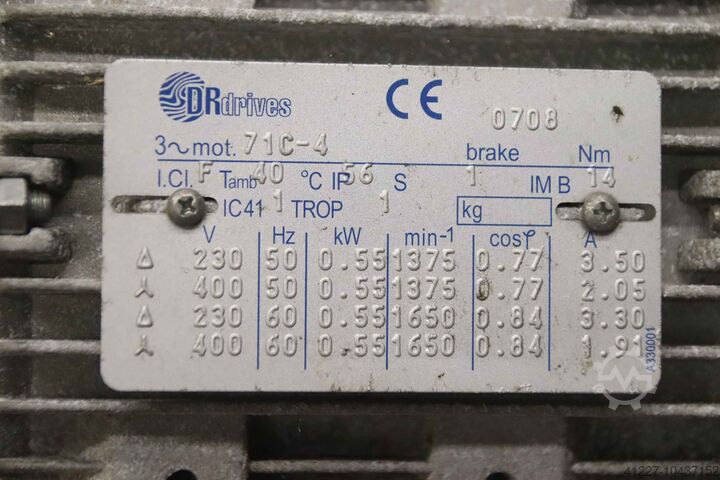 SDRdrives CE 0708
3~mot. 71C-4 brake Nm
I.Cl. F Tamb 40 °C IP 56 S 1 IM B 14
IC41 1 TROP 1 kg
V Hz kW min-1 cosφ A
Δ 230 50 0.55 1375 0.77 3.50
⅄ 400 50 0.55 1375 0.77 2.05
Δ 230 60 0.55 1650 0.84 3.30
⅄ 400 60 0.55 1650 0.84 1.91
A330001
41227-10437152